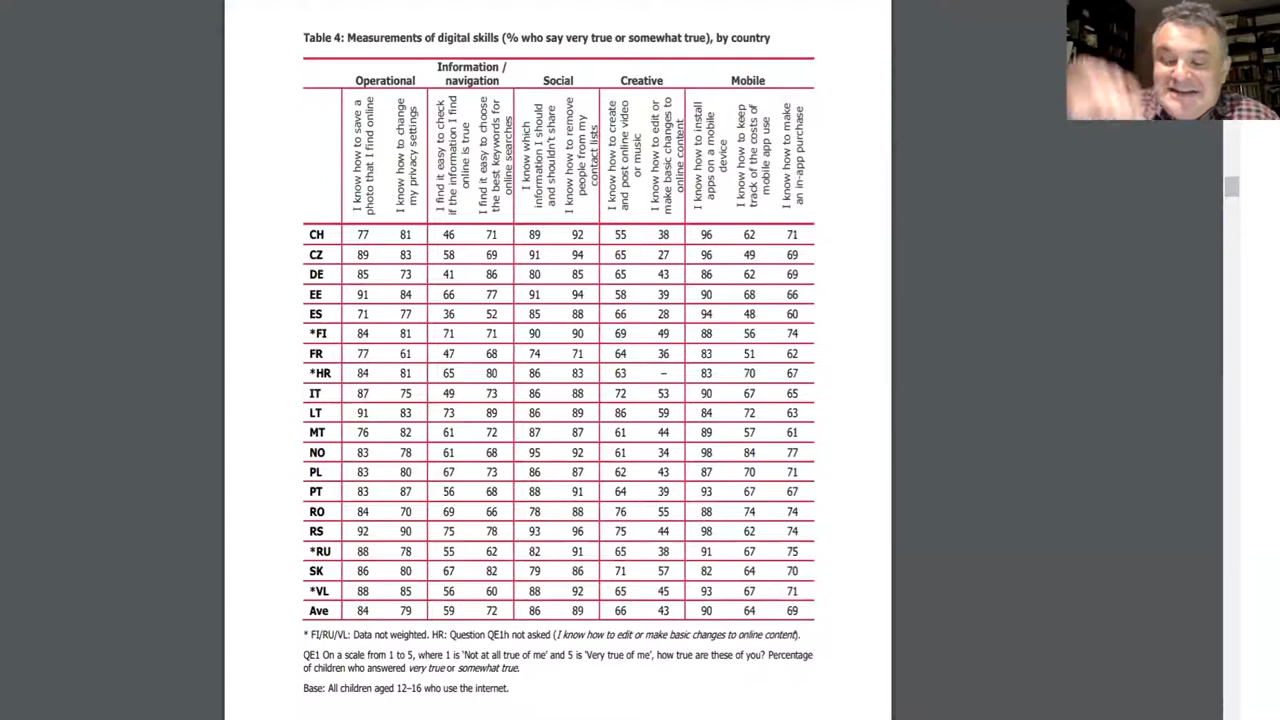 Table 4: Measurements of digital skills (% who say very true or somewhat true), by country
Operational
Information /
navigation
Social
Creative
Mobile
I know how to save a
photo that I find online
I know how to change
my privacy settings
I find it easy to check
if the information I find
online is true
I find it easy to choose
the best keywords for
online searches
I know which
information I should
and shouldn't share
I know how to remove
people from my
contact lists
I know how to create
and post online video
or music
I know how to edit or
make basic changes to
online content
I know how to install
apps on a mobile
device
I know how to keep
track of the costs of
mobile app use
I know how to make
an in-app purchase
CH 77 81 46 71 89 92 55 38 96 62 71
CZ 89 83 58 69 91 94 65 27 96 49 69
DE 85 73 41 86 80 85 65 43 86 62 69
EE 91 84 66 77 91 94 58 39 90 68 66
ES 71 77 36 52 85 88 66 28 94 48 60
*FI 84 81 71 71 90 90 69 49 88 56 74
FR 77 61 47 68 74 71 64 36 83 51 62
*HR 84 81 65 80 86 83 63 – 83 70 67
IT 87 75 49 73 86 88 72 53 90 67 65
LT 91 83 73 89 86 89 86 59 84 72 63
MT 76 82 61 72 87 87 61 44 89 57 61
NO 83 78 61 68 95 92 61 34 98 84 77
PL 83 80 67 73 86 87 62 43 87 70 71
PT 83 87 56 68 88 91 64 39 93 67 67
RO 84 70 69 66 78 88 76 55 88 74 74
RS 92 90 75 78 93 96 75 44 98 62 74
*RU 88 78 55 62 82 91 65 38 91 67 75
SK 86 80 67 82 79 86 71 57 82 64 70
*VL 88 85 56 60 88 92 65 45 93 67 71
Ave 84 79 59 72 86 89 66 43 90 64 69
* FI/RU/VL: Data not weighted. HR: Question QE1h not asked (I know how to edit or make basic changes to online content).
QE1 On a scale from 1 to 5, where 1 is 'Not at all true of me' and 5 is 'Very true of me', how true are these of you? Percentage
of children who answered very true or somewhat true.
Base: All children aged 12–16 who use the internet.